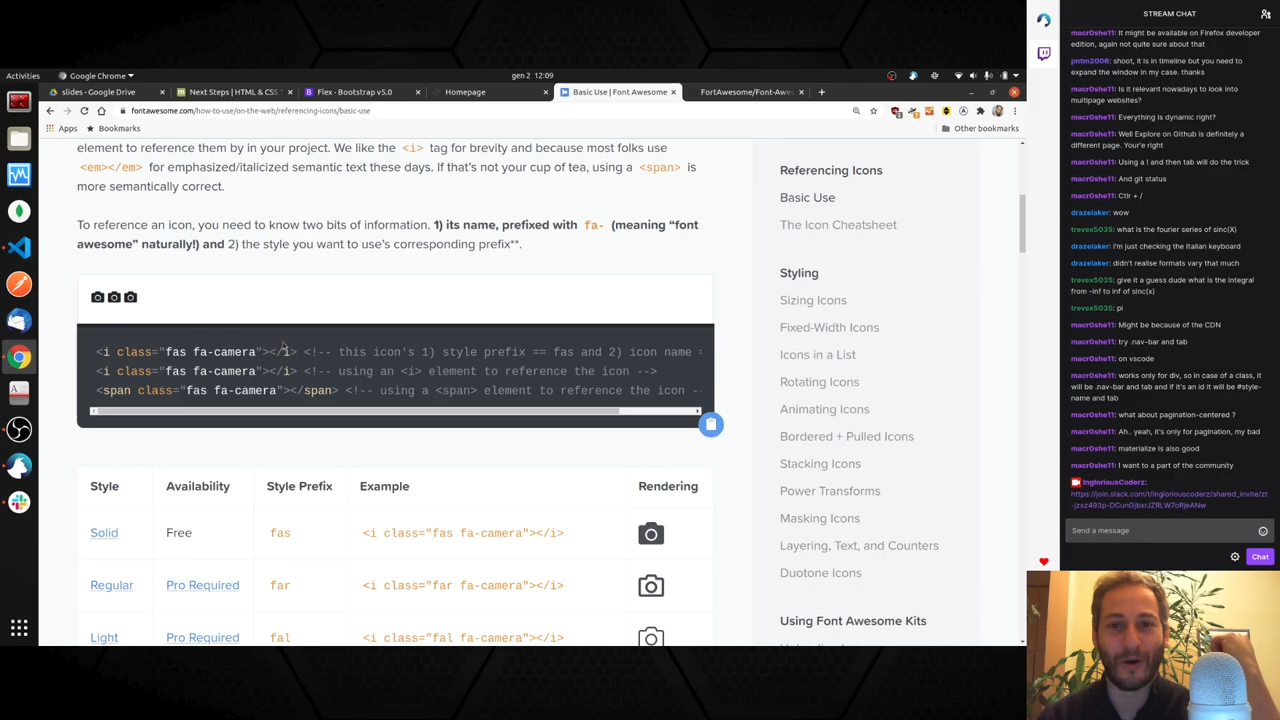 Activities
Google Chrome
gen 2 12:09
slides - Google Drive
Next Steps | HTML & CSS
Flex · Bootstrap v5.0
Homepage
Basic Use | Font Awesome
FortAwesome/Font-Awe
fontawesome.com/how-to-use/on-the-web/referencing-icons/basic-use
Apps
Bookmarks
Other bookmarks
element to reference them by in your project. We like the <i> tag for brevity and because most folks use
<em></em> for emphasized/italicized semantic text these days. If that's not your cup of tea, using a <span> is
more semantically correct.
To reference an icon, you need to know two bits of information. 1) its name, prefixed with fa- (meaning “font
awesome” naturally!) and 2) the style you want to use's corresponding prefix**.
<i class="fas fa-camera"></i> <!-- this icon's 1) style prefix == fas and 2) icon name =
<i class="fas fa-camera"></i> <!-- using an <i> element to reference the icon -->
<span class="fas fa-camera"></span> <!-- using a <span> element to reference the icon --
Style Availability Style Prefix Example Rendering
Solid Free fas <i class="fas fa-camera"></i>
Regular Pro Required far <i class="far fa-camera"></i>
Light Pro Required fal <i class="fal fa-camera"></i>
Referencing Icons
Basic Use
The Icon Cheatsheet
Styling
Sizing Icons
Fixed-Width Icons
Icons in a List
Rotating Icons
Animating Icons
Bordered + Pulled Icons
Stacking Icons
Power Transforms
Masking Icons
Layering, Text, and Counters
Duotone Icons
Using Font Awesome Kits
STREAM CHAT
macr0she11: It might be available on Firefox developer
edition, again not quite sure about that
pntm2006: shoot, it is in timeline but you need to
expand the window in my case. thanks
macr0she11: Is it relevant nowadays to look into
multipage websites?
macr0she11: Everything is dynamic right?
macr0she11: Well Explore on Github is definitely a
different page. Your'e right
macr0she11: Using a ! and then tab will do the trick
macr0she11: And git status
macr0she11: Ctlr + /
drazelaker: wow
trevex5035: what is the fourier series of sinc(X)
drazelaker: i'm just checking the Italian keyboard
drazelaker: didn't realise formats vary that much
trevex5035: give it a guess dude what is the integral
from -inf to inf of sinc(x)
trevex5035: pi
macr0she11: Might be because of the CDN
macr0she11: try .nav-bar and tab
macr0she11: on vscode
macr0she11: works only for div, so in case of a class, it
will be .nav-bar and tab and if it's an id it will be #style-
name and tab
macr0she11: what about pagination-centered ?
macr0she11: Ah.. yeah, it's only for pagination, my bad
macr0she11: materialize is also good
macr0she11: I want to a part of the community
IngloriousCoderz:
https://join.slack.com/t/ingloriouscoderz/shared_invite/zt
-jzxz493p-DCunGjbxrJZRLW7oRjeANw
Send a message
Chat